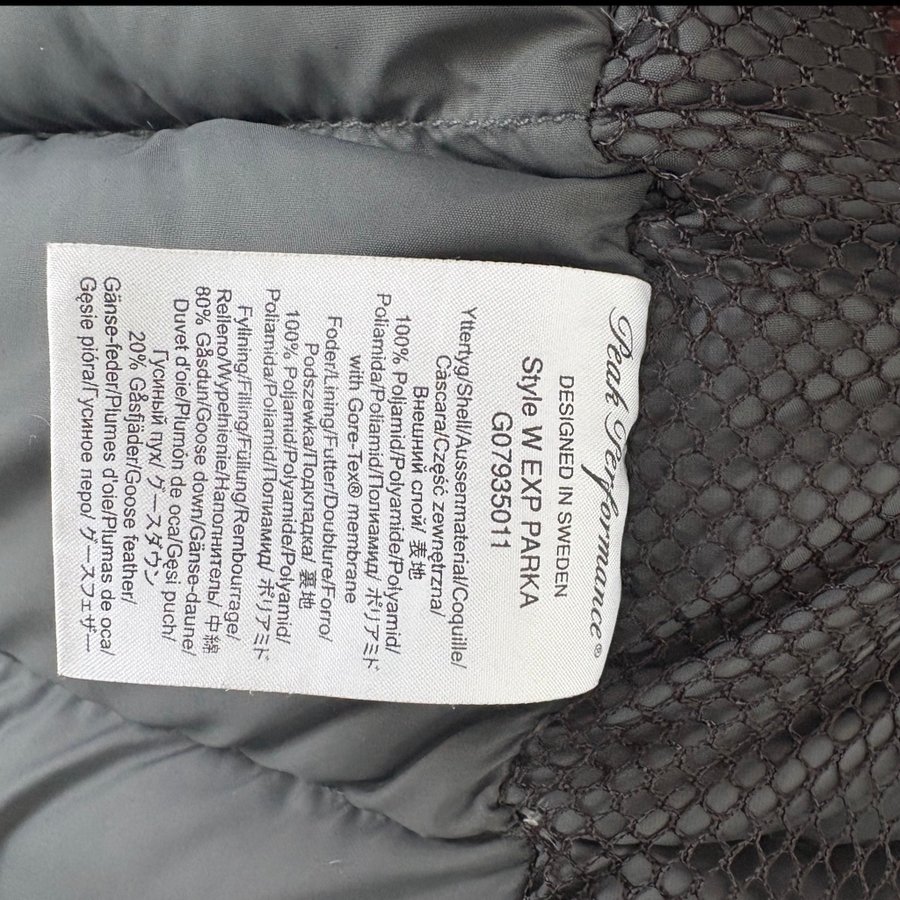 Peak Performance®
DESIGNED IN SWEDEN
Style W EXP PARKA
G07935011
Yttertyg/Shell/Aussenmaterial/Coquille/
Cascara/Część zewnętrzna/
Внешний слой/ 表地
100% Poliamid/Polyamide/Polyamid/
Poliamida/Poliamid/Полиамид/ ポリアミド
with Gore-Tex® membrane
Foder/Lining/Futter/Doublure/Forro/
Podszewka/Подкладка/ 裏地
100% Poljamid/Polyamide/Polyamid/
Poliamida/Poliamid/Полиамид/ ポリアミド
Fyllning/Filling/Füllung/Rembourrage/
Relleno/Wypełnienie/Наполнитель/ 中綿
80% Gåsdun/Goose down/Gänse-daune/
Duvet d'oie/Plumón de oca/Gęsi puch/
Гусиный пух/ グースダウン
20% Gåsfjäder/Goose feather/
Gänse-feder/Plumes d'oie/Plumas de oca/
Gęsie pióra/Гусиное перо/ グースフェザー